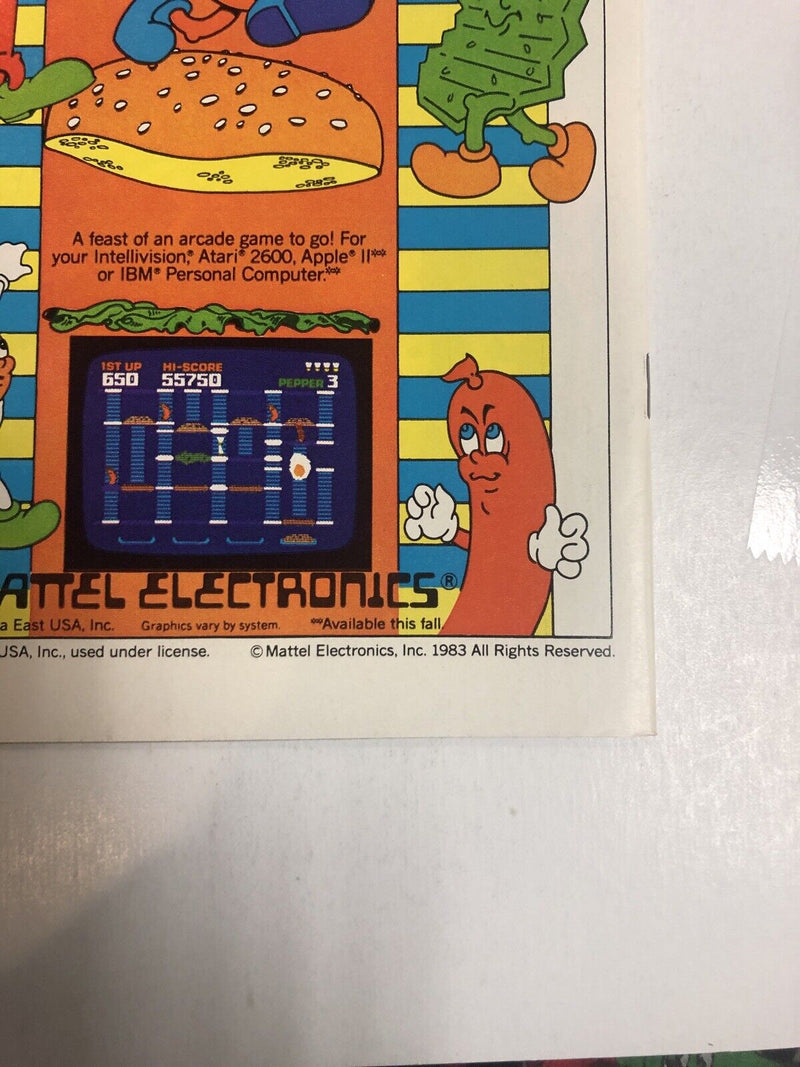 A feast of an arcade game to go! For
your Intellivision,® Atari® 2600, Apple® II**
or IBM® Personal Computer.**
1ST UP HI-SCORE
650 55750
PEPPER 3
ATTEL ELECTRONICS®
a East USA, Inc. Graphics vary by system. **Available this fall.
USA, Inc., used under license. © Mattel Electronics, Inc. 1983 All Rights Reserved.